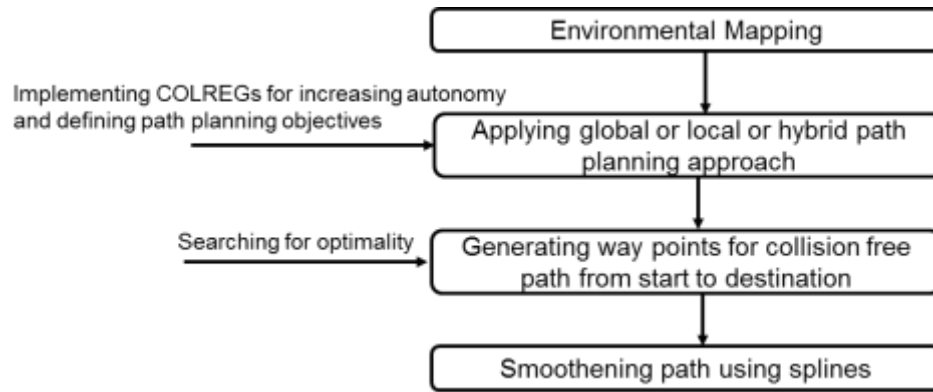 Environmental Mapping
Implementing COLREGs for increasing autonomy
and defining path planning objectives
Applying global or local or hybrid path
planning approach
Searching for optimality
Generating way points for collision free
path from start to destination
Smoothening path using splines